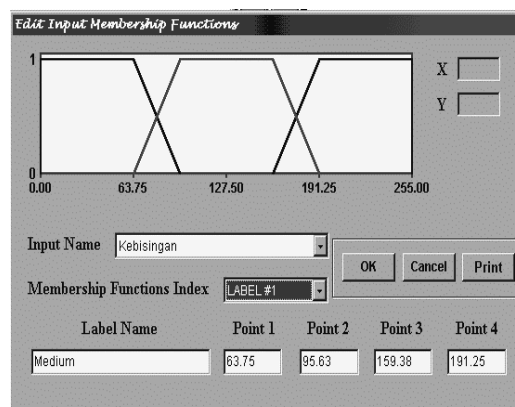 Edit Input Membership Functions
1
X
Y
0
0.00 63.75 127.50 191.25 255.00
Input Name Kebisingan
OK Cancel Print
Membership Functions Index LABEL #1
Label Name Point 1 Point 2 Point 3 Point 4
Medium 63.75 95.63 159.38 191.25